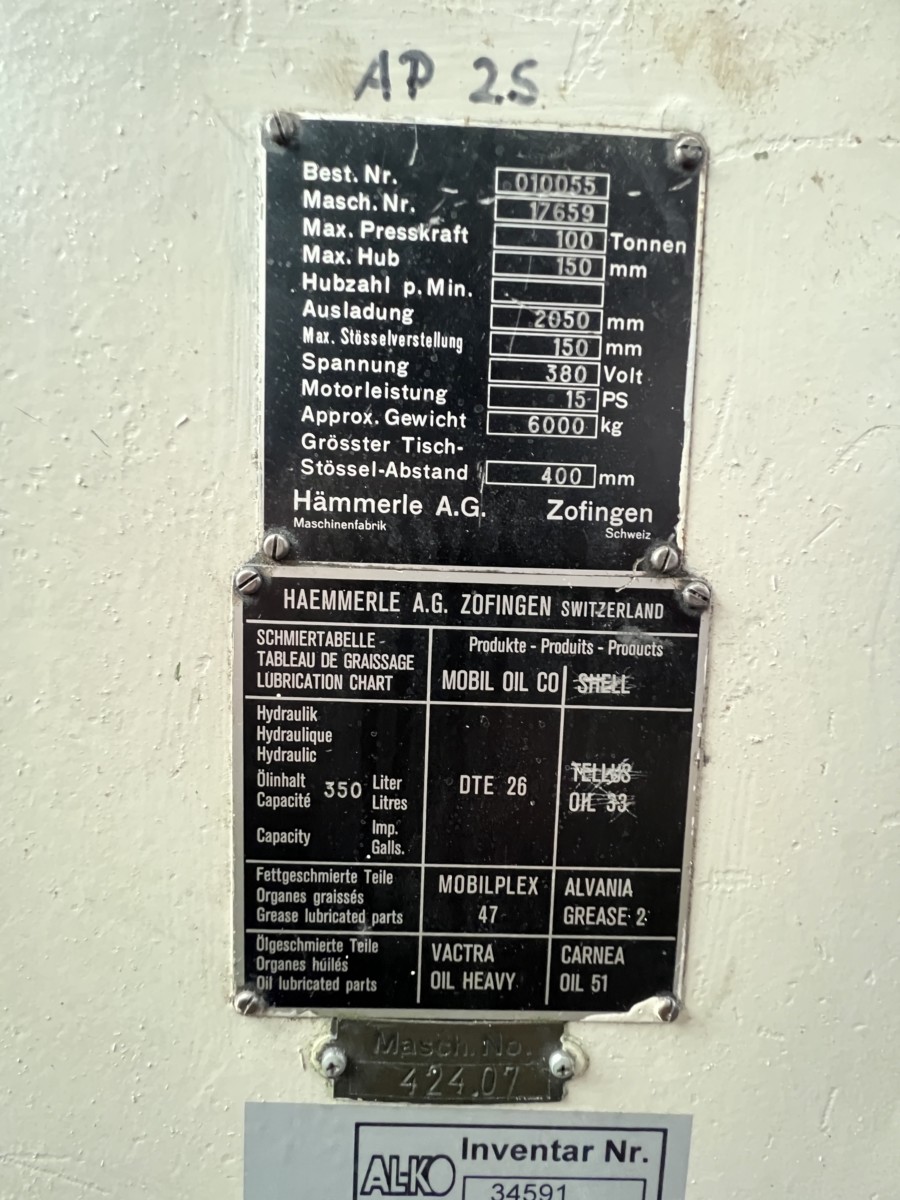 AP 25
Best. Nr. 010055
Masch. Nr. 17659
Max. Presskraft 100 Tonnen
Max. Hub 150 mm
Hubzahl p. Min.
Ausladung 2050 mm
Max. Stösselverstellung 150 mm
Spannung 380 Volt
Motorleistung 15 PS
Approx. Gewicht 6000 kg
Grösster Tisch-
Stössel-Abstand 400 mm
Hämmerle A.G. Zofingen
Maschinenfabrik Schweiz
HAEMMERLE A.G. ZOFINGEN SWITZERLAND
SCHMIERTABELLE -
TABLEAU DE GRAISSAGE
LUBRICATION CHART
Produkte - Produits - Prooucts
MOBIL OIL CO SHELL
Hydraulik
Hydraulique
Hydraulic
Ölinhalt
Capacité
350
Liter
Litres
Capacity
Imp.
Galls.
DTE 26
TELLUS
OIL 33
Fettgeschmierte Teile
Organes graissés
Grease lubricated parts
MOBILPLEX
47
ALVANIA
GREASE 2
Ölgeschmierte Teile
Organes húilés
Oil lubricated parts
VACTRA
OIL HEAVY
CARNEA
OIL 51
Masch. No.
424.07
AL-KO
Inventar Nr.
34591